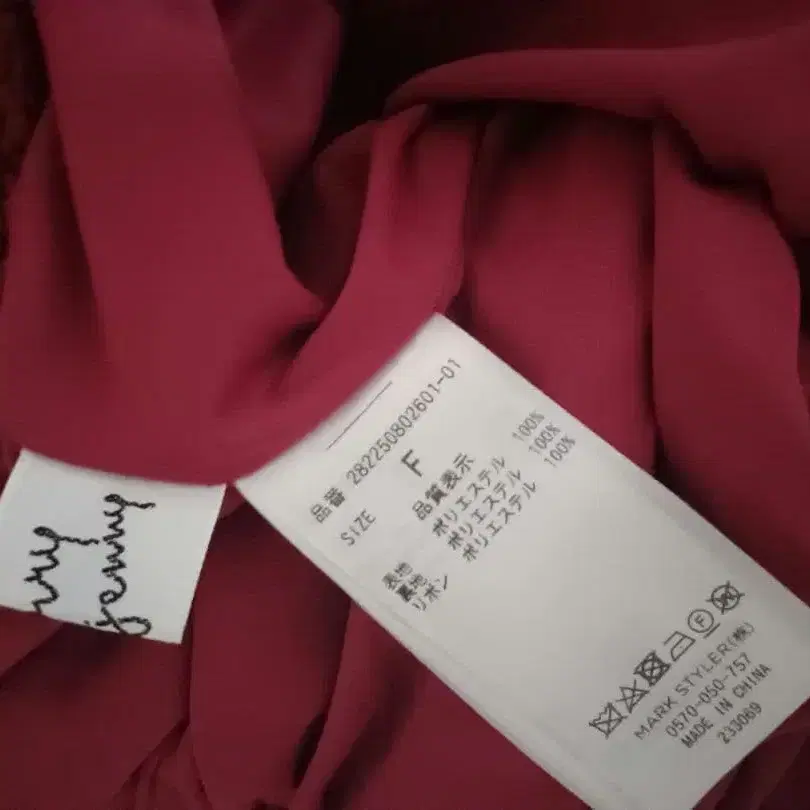 品番 282250802601-01
SIZE F
品質表示
表地 ポリエステル 100%
裏地 ポリエステル 100%
リボン ポリエステル 100%
MARK STYLER(株)
0570-050-757
MADE IN CHINA
233069
jenny